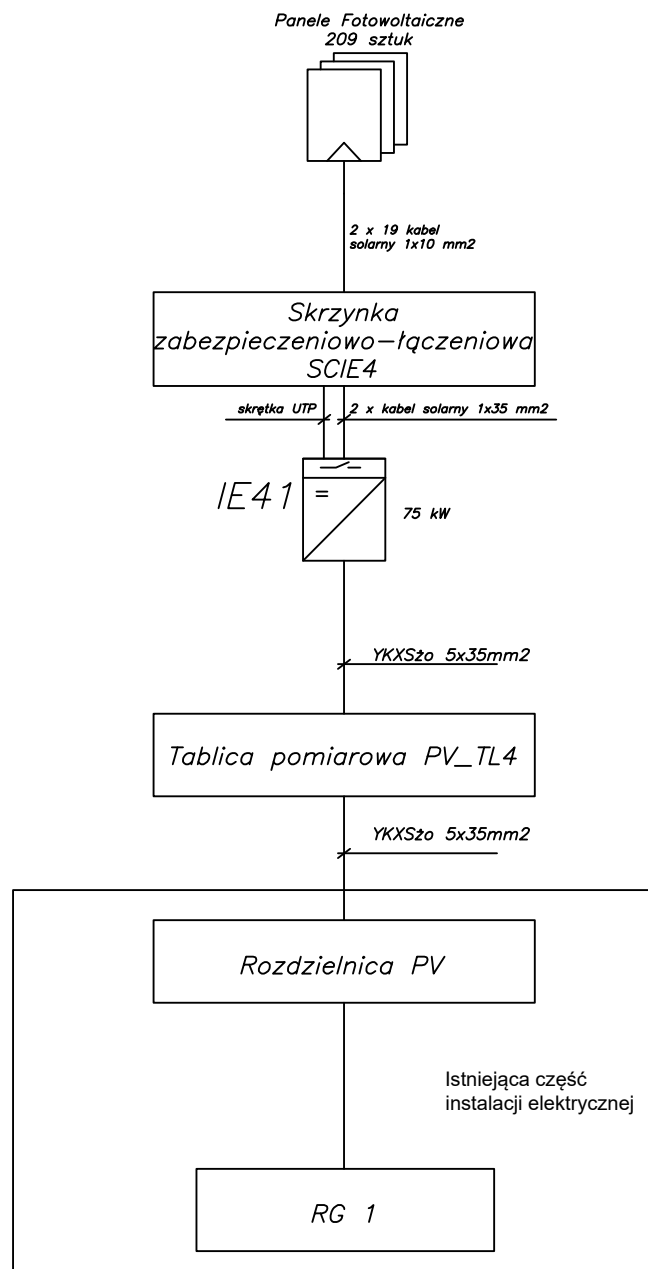 Panele Fotowoltaiczne
209 sztuk
2 x 19 kabel
solarny 1x10 mm2
Skrzynka
zabezpieczeniowo-łączeniowa
SCIE4
skrętka UTP
2 x kabel solarny 1x35 mm2
IE41
=
75 kW
YKXSżo 5x35mm2
Tablica pomiarowa PV_TL4
YKXSżo 5x35mm2
Rozdzielnica PV
Istniejąca część
instalacji elektrycznej
RG 1